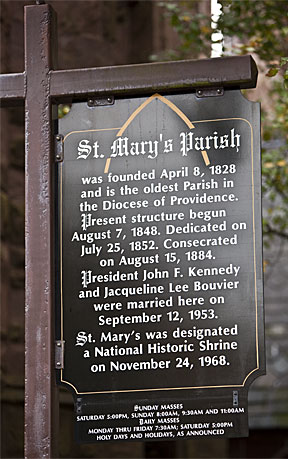 St. Mary's Parish
was founded April 8, 1828
and is the oldest Parish in
the Diocese of Providence.
Present structure begun
August 7, 1848. Dedicated on
July 25, 1852. Consecrated
on August 15, 1884.
President John F. Kennedy
and Jacqueline Lee Bouvier
were married here on
September 12, 1953.
St. Mary's was designated
a National Historic Shrine
on November 24, 1968.
Sunday Masses
SATURDAY 5:00PM, SUNDAY 8:00AM, 9:30AM AND 11:00AM
Daily Masses
MONDAY THRU FRIDAY 7:30AM; SATURDAY 5:00PM
HOLY DAYS AND HOLIDAYS, AS ANNOUNCED